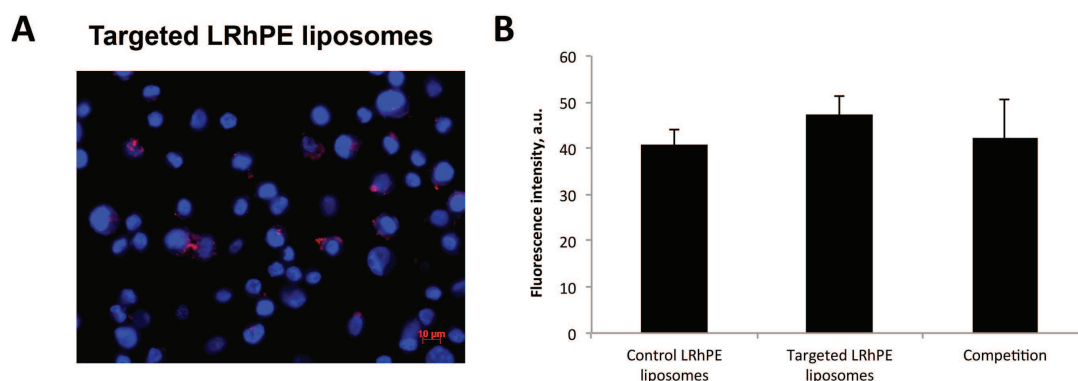 A
Targeted LRhPE liposomes
10 µm
B
Fluorescence intensity, a.u.
60
50
40
30
20
10
0
Control LRhPE
liposomes
Targeted LRhPE
liposomes
Competition